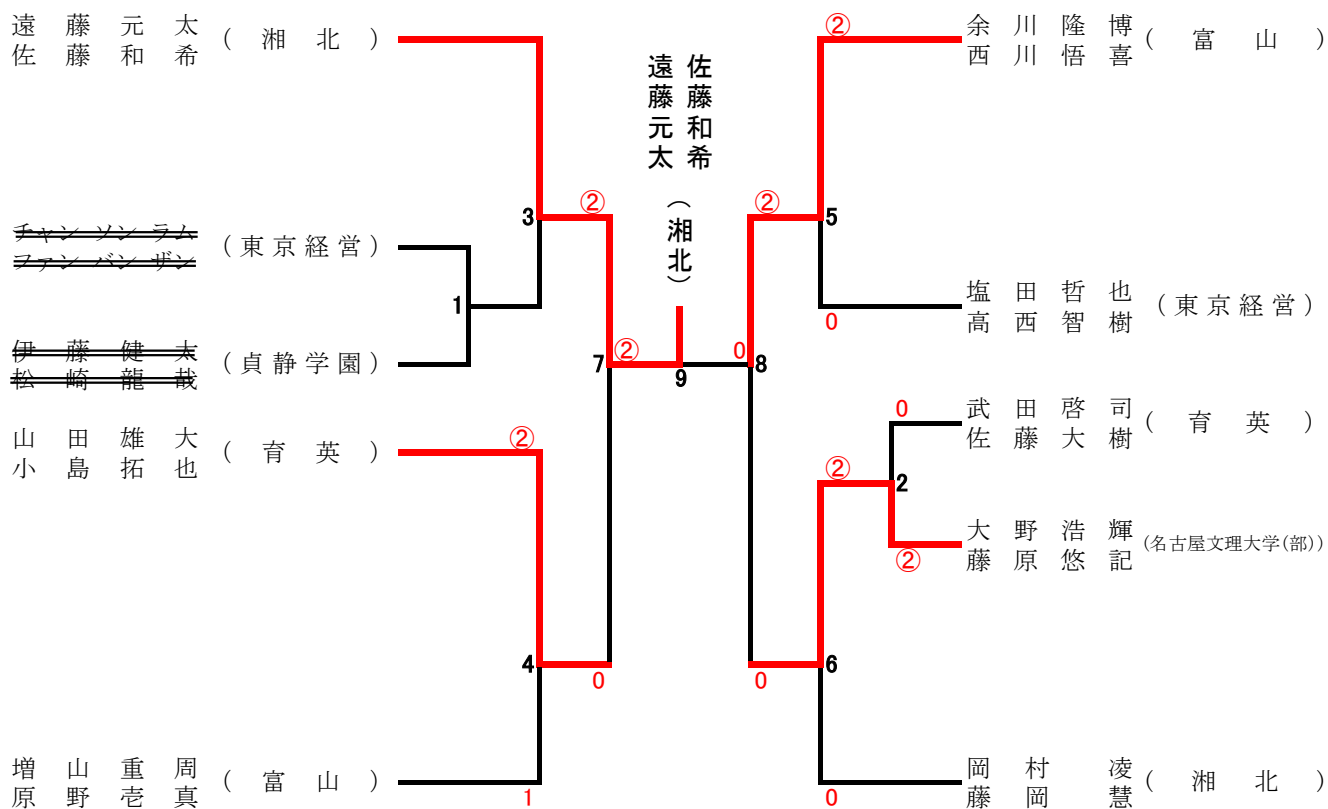 遠藤元太
佐藤和希
(湘北)
チャンソンラム
ファンバンザン
(東京経営)
伊藤健太
松崎龍哉
(貞静学園)
山田雄大
小島拓也
(育英)
増山重周
原野壱真
(富山)
3
②
1
7
②
②
4
0
1
佐藤和希
遠藤元太
(湘北)
9
②
余川隆博
西川悟喜
(富山)
②
5
塩田哲也
高西智樹
(東京経営)
0
0
8
0
武田啓司
佐藤大樹
(育英)
②
2
大野浩輝
藤原悠記
(名古屋文理大学(部))
②
6
0
岡村凌
藤岡慧
(湘北)
0